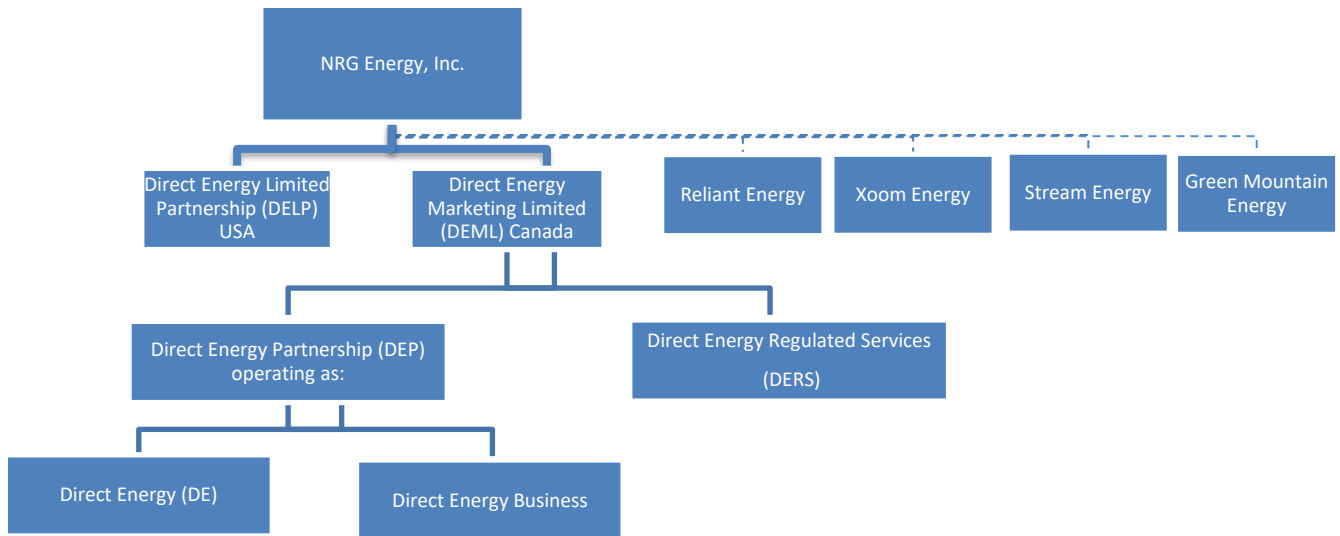 NRG Energy, Inc.
Direct Energy Limited
Partnership (DELP)
USA
Direct Energy
Marketing Limited
(DEML) Canada
Reliant Energy
Xoom Energy
Stream Energy
Green Mountain
Energy
Direct Energy Partnership (DEP)
operating as:
Direct Energy Regulated Services
(DERS)
Direct Energy (DE)
Direct Energy Business